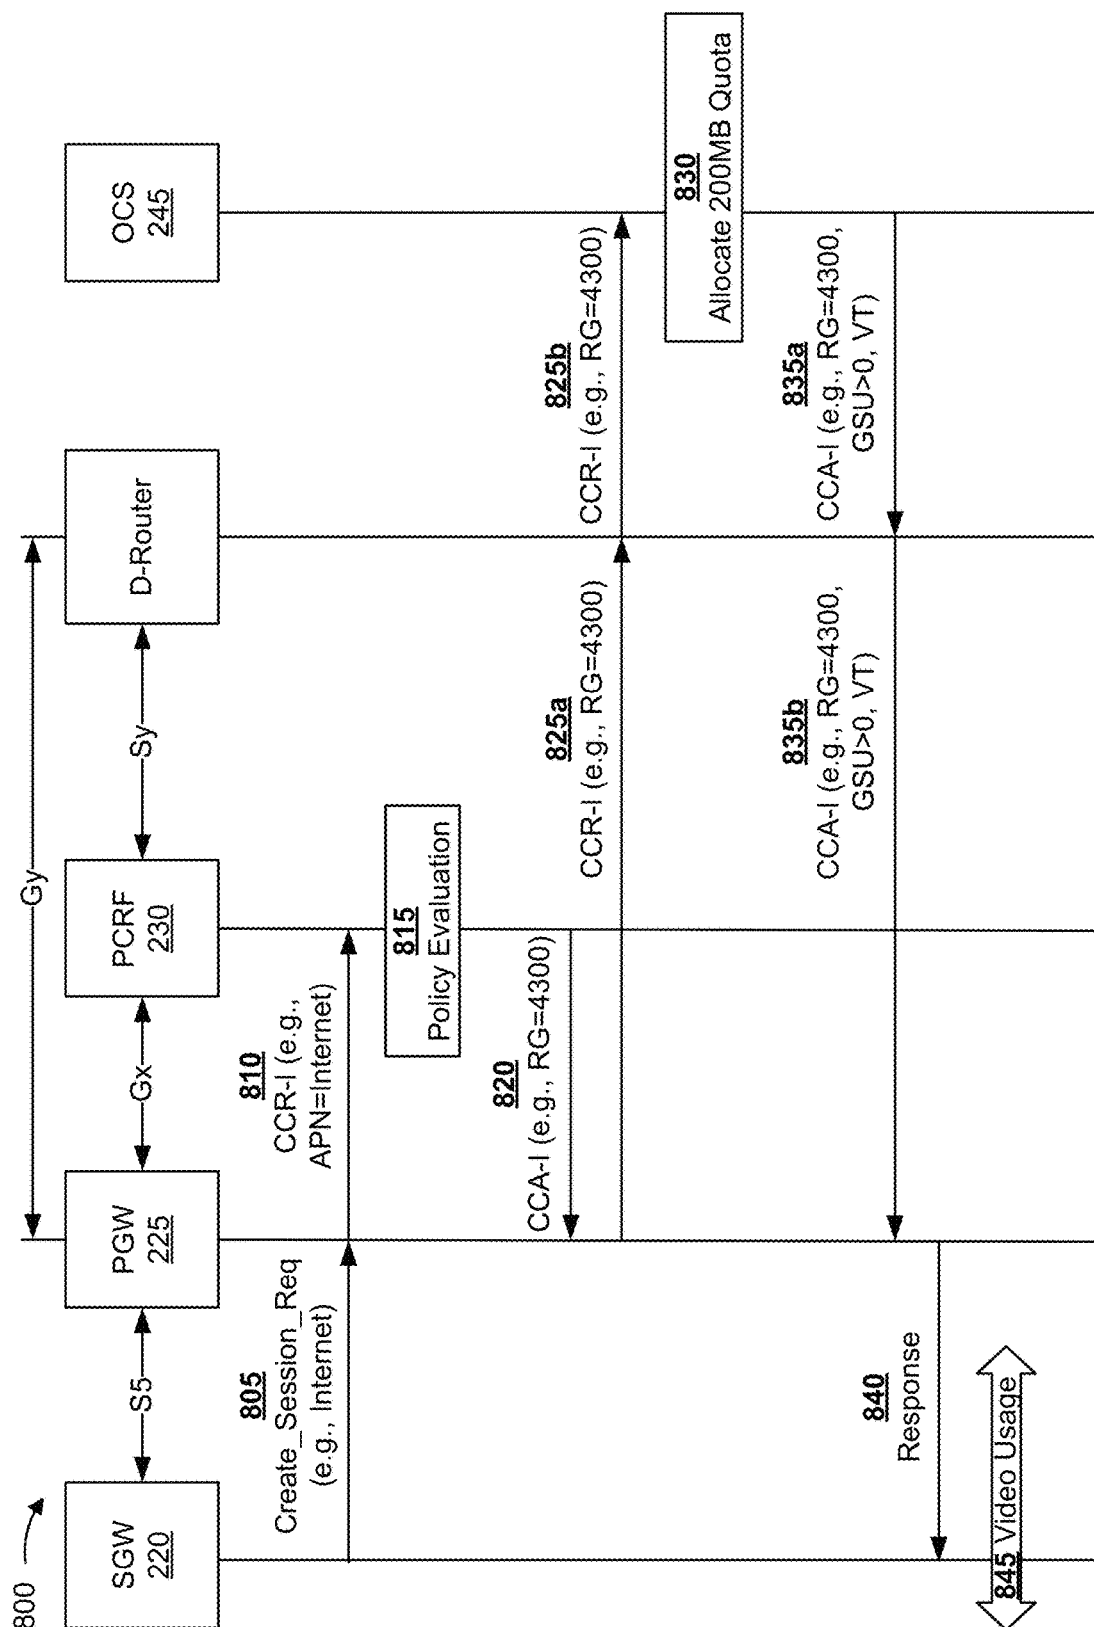 800
SGW
220
S5
PGW
225
Gx
PCRF
230
Sy
D-Router
Gy
OCS
245
805
Create_Session_Req
(e.g., Internet)
810
CCR-I (e.g.,
APN=Internet)
815
Policy Evaluation
820
CCA-I (e.g., RG=4300)
825a
CCR-I (e.g., RG=4300)
825b
CCR-I (e.g., RG=4300)
830
Allocate 200MB Quota
835a
CCA-I (e.g., RG=4300,
GSU>0, VT)
835b
CCA-I (e.g., RG=4300,
GSU>0, VT)
840
Response
845 Video Usage